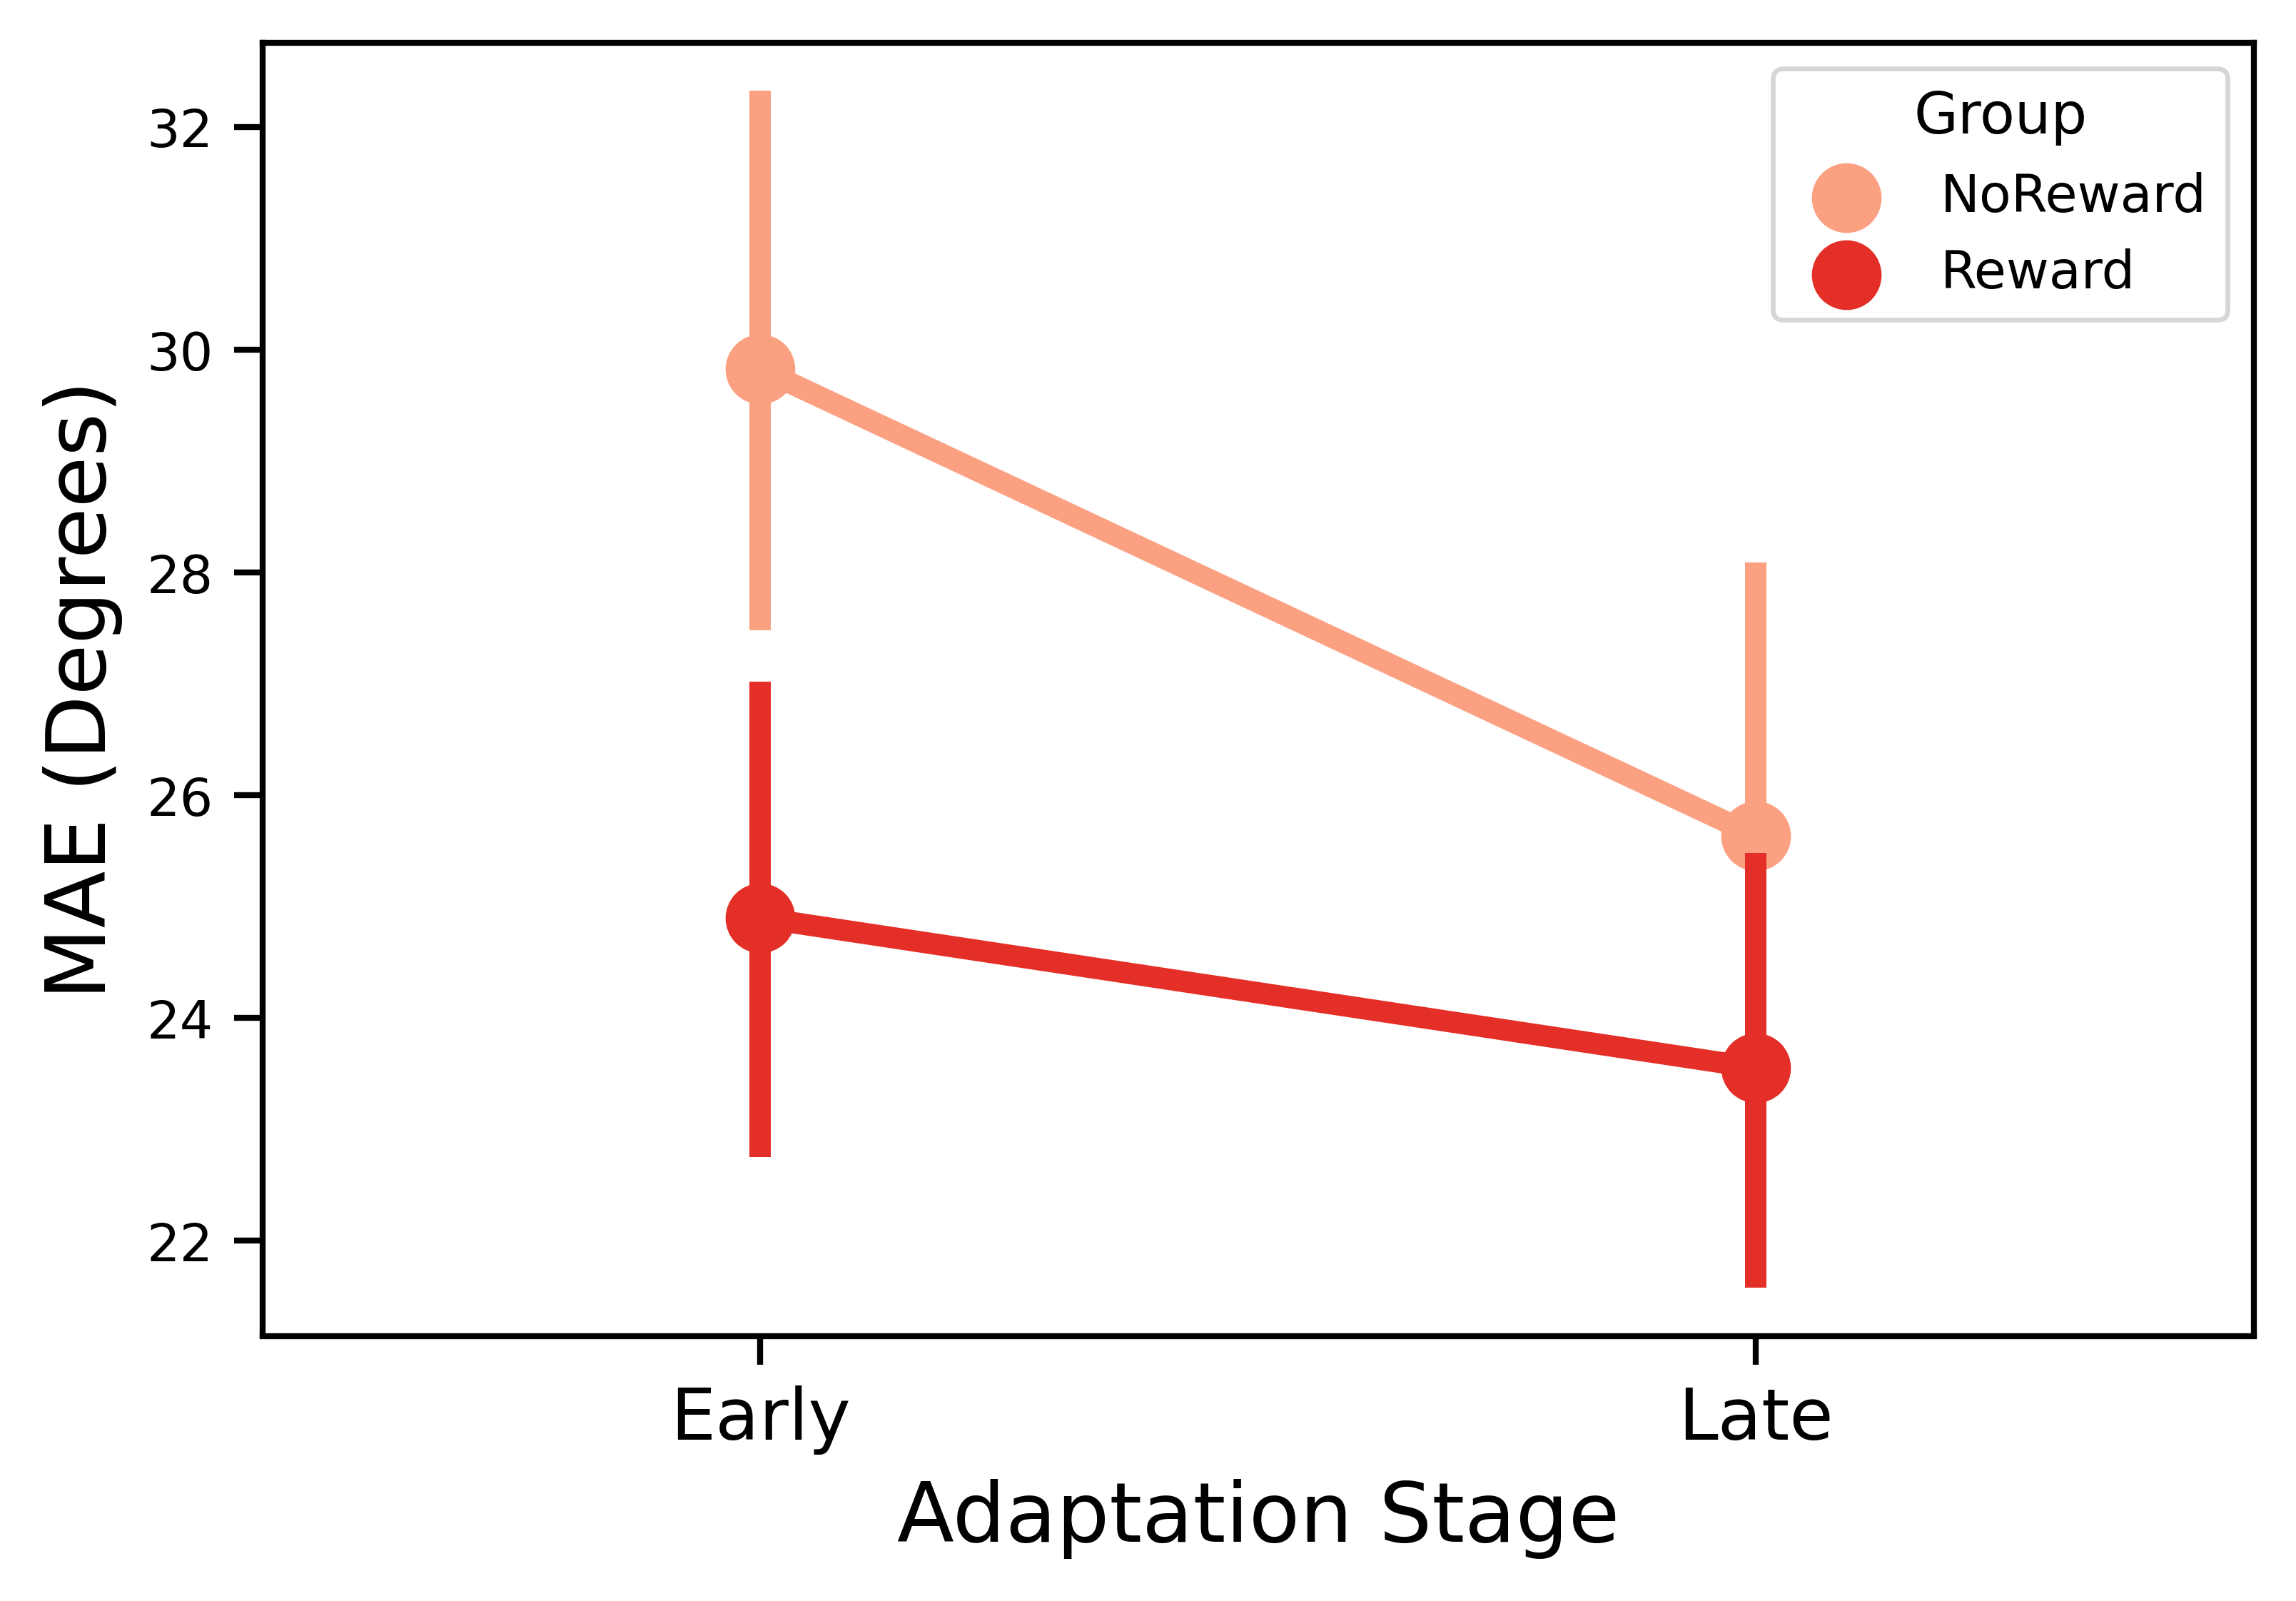 MAE (Degrees)
32
30
28
26
24
22
Group
NoReward
Reward
Early
Late
Adaptation Stage